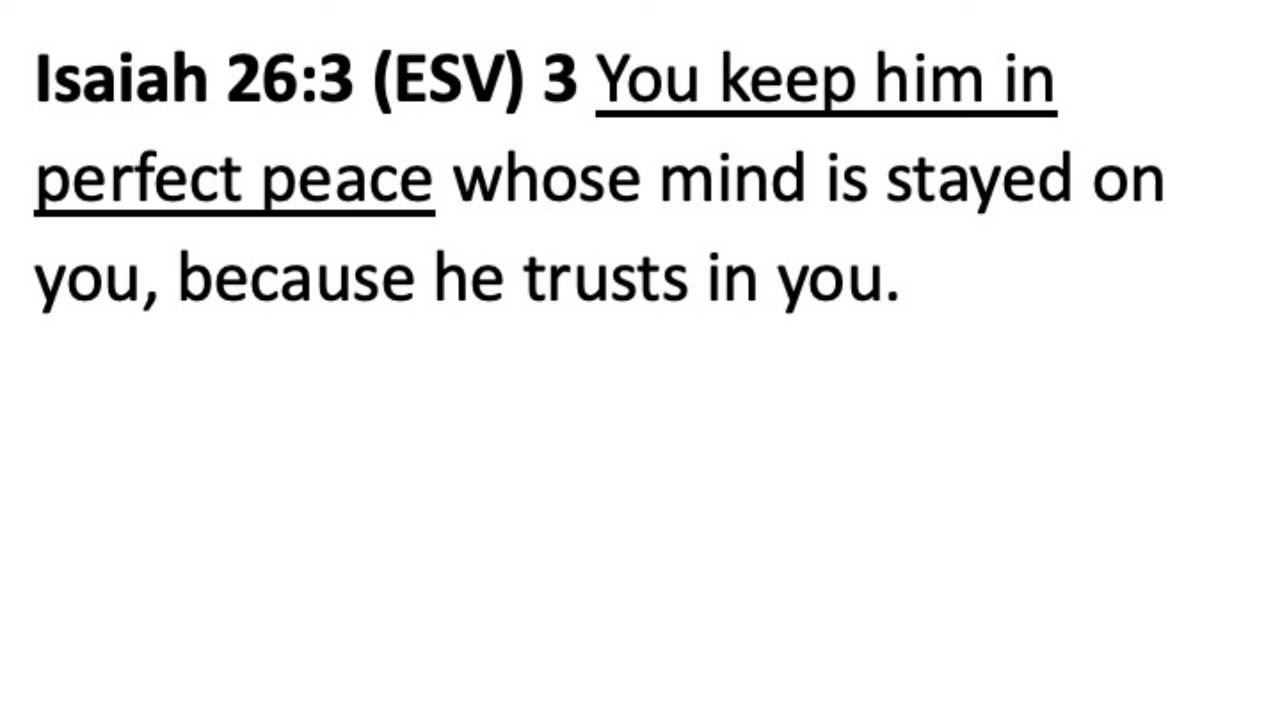 Isaiah 26:3 (ESV) 3 You keep him in
perfect peace whose mind is stayed on
you, because he trusts in you.